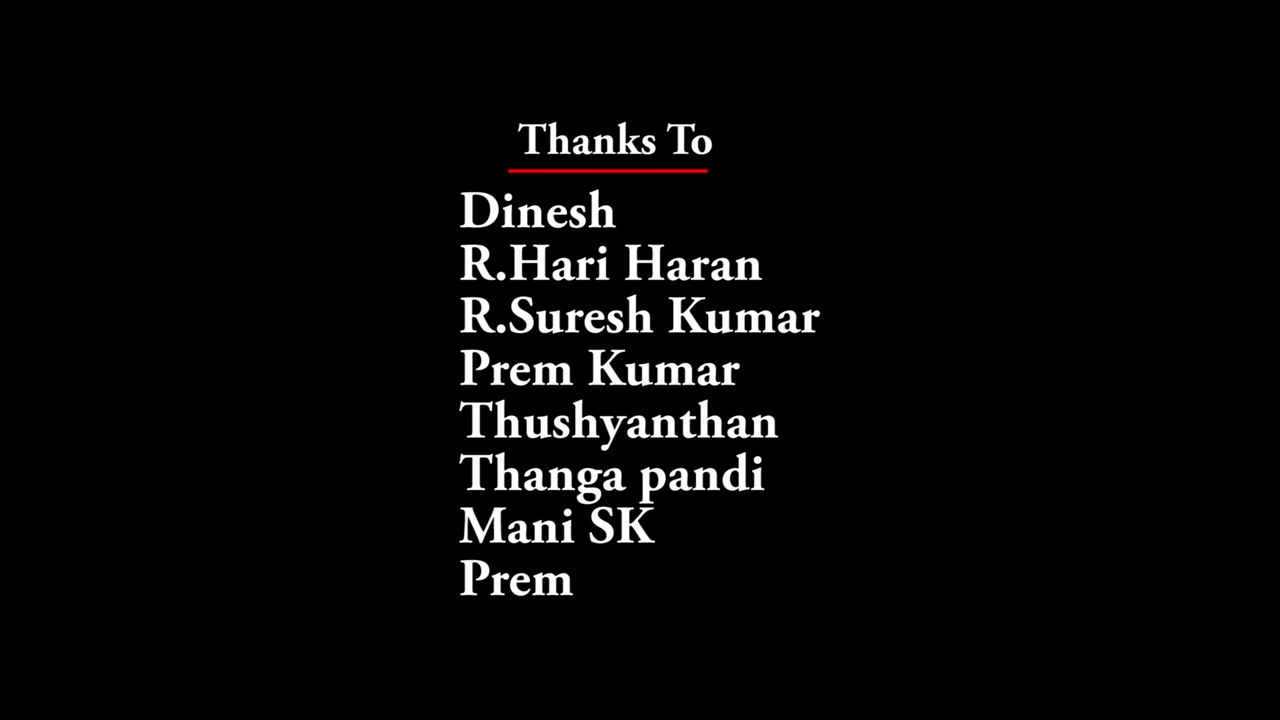 Thanks To
Dinesh
R.Hari Haran
R.Suresh Kumar
Prem Kumar
Thushyanthan
Thanga pandi
Mani SK
Prem